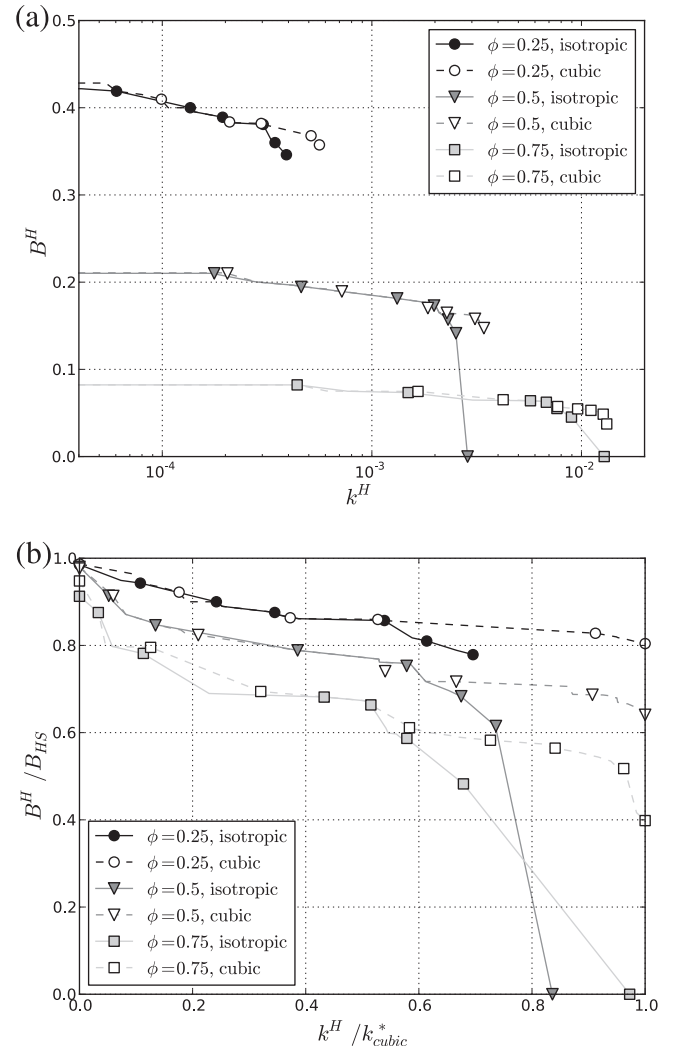 (a)
0.5
0.4
0.3
0.2
0.1
0.0
B^H
10^-4
10^-3
10^-2
k^H
ϕ=0.25, isotropic
ϕ=0.25, cubic
ϕ=0.5, isotropic
ϕ=0.5, cubic
ϕ=0.75, isotropic
ϕ=0.75, cubic
(b)
1.0
0.8
0.6
0.4
0.2
0.0
B^H/B_HS
ϕ=0.25, isotropic
ϕ=0.25, cubic
ϕ=0.5, isotropic
ϕ=0.5, cubic
ϕ=0.75, isotropic
ϕ=0.75, cubic
0.0
0.2
0.4
0.6
0.8
1.0
k^H/k^*_cubic